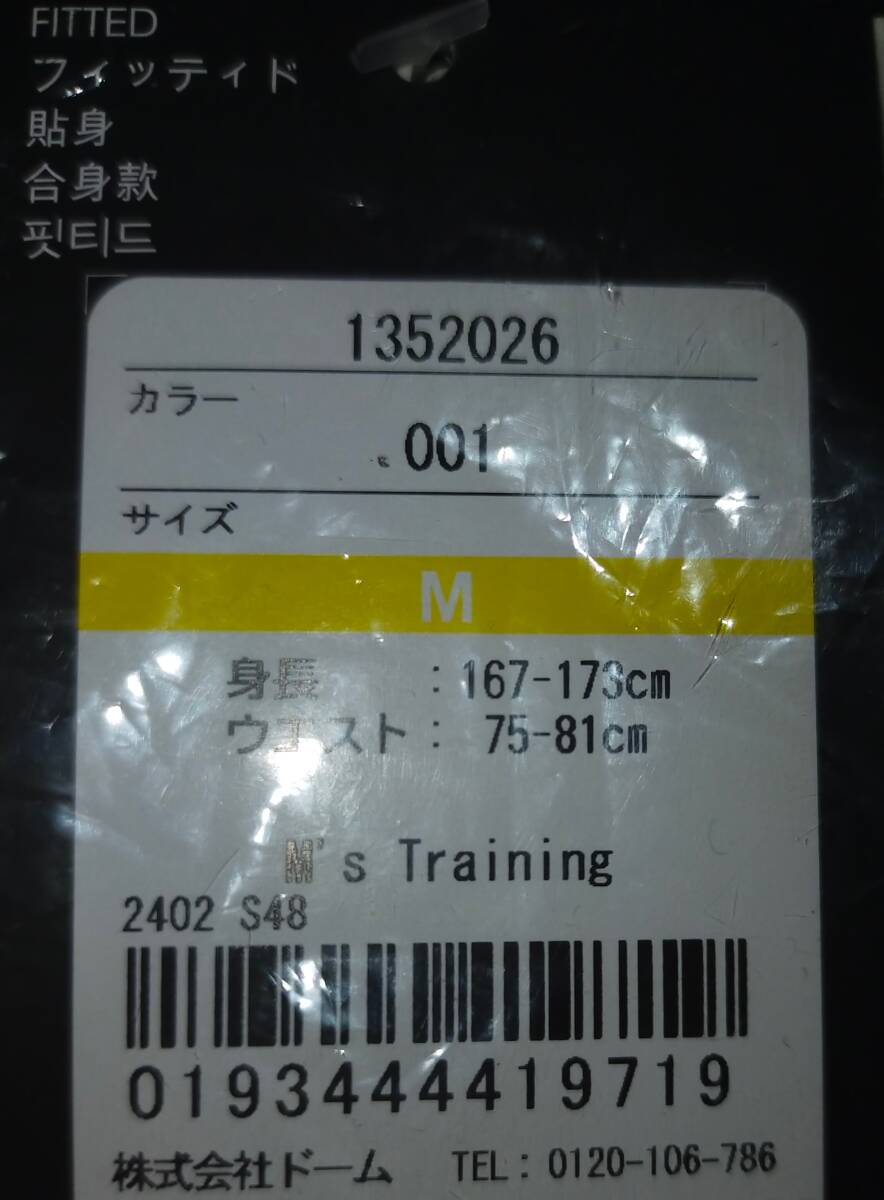 FITTED
フィッティド
貼身
合身款
핏티드
1352026
カラー
001
サイズ
M
身長 : 167-173cm
ウエスト : 75-81cm
M's Training
2402 S48
0193444419719
株式会社ドーム TEL: 0120-106-786